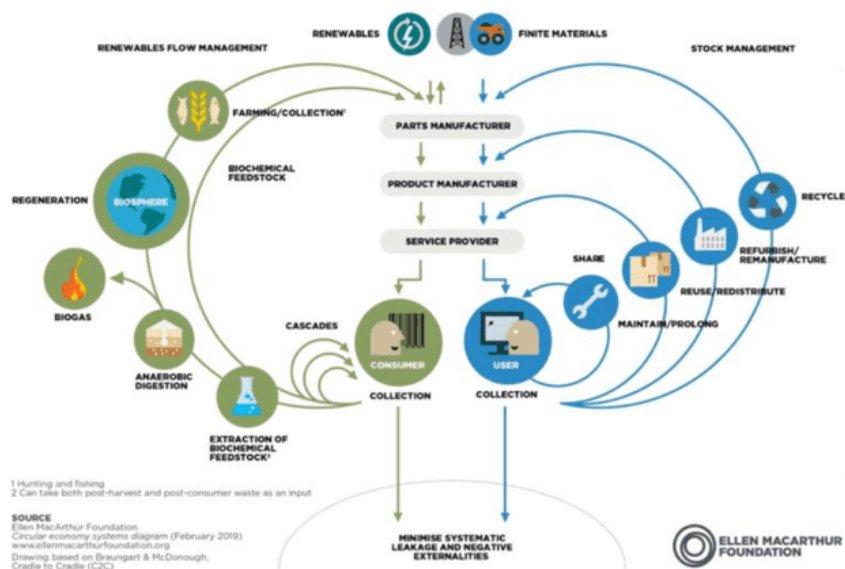 RENEWABLES FLOW MANAGEMENT
RENEWABLES
FINITE MATERIALS
STOCK MANAGEMENT
FARMING/COLLECTION¹
PARTS MANUFACTURER
BIOCHEMICAL
FEEDSTOCK
PRODUCT MANUFACTURER
REGENERATION
BIOSPHERE
RECYCLE
SERVICE PROVIDER
REFURBISH/
REMANUFACTURE
SHARE
REUSE/REDISTRIBUTE
BIOGAS
CASCADES
MAINTAIN/PROLONG
CONSUMER
USER
ANAEROBIC
DIGESTION
COLLECTION
COLLECTION
EXTRACTION OF
BIOCHEMICAL
FEEDSTOCK²
1 Hunting and fishing
2 Can take both post-harvest and post-consumer waste as an input
SOURCE
Ellen MacArthur Foundation
Circular economy systems diagram (February 2019)
www.ellenmacarthurfoundation.org
Drawing based on Braungart & McDonough,
Cradle to Cradle (C2C)
MINIMISE SYSTEMATIC
LEAKAGE AND NEGATIVE
EXTERNALITIES
ELLEN MACARTHUR
FOUNDATION